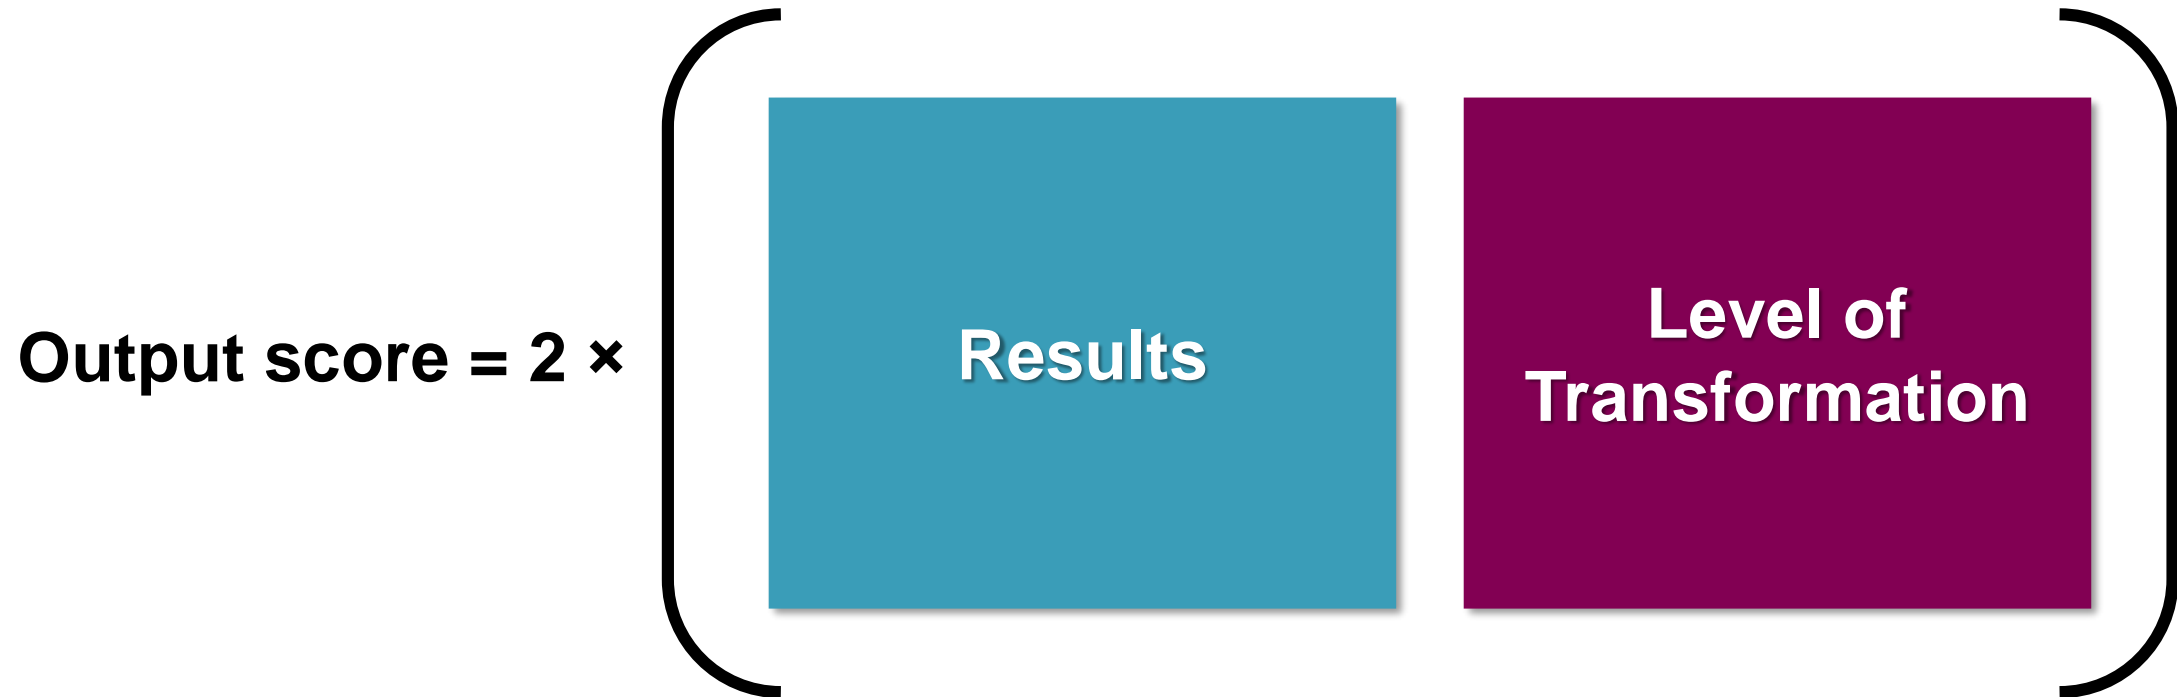 Output score = 2 ×
Results
Level of
Transformation